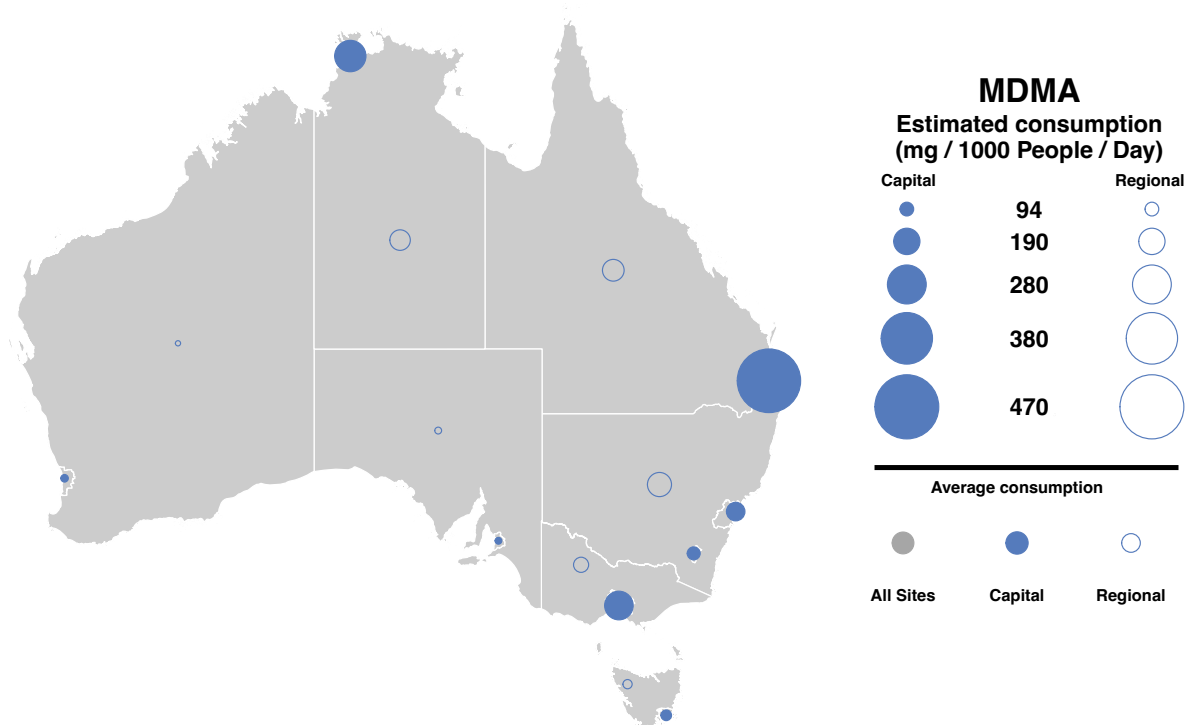 MDMA
Estimated consumption
(mg / 1000 People / Day)
Capital Regional
94
190
280
380
470
Average consumption
All Sites Capital Regional